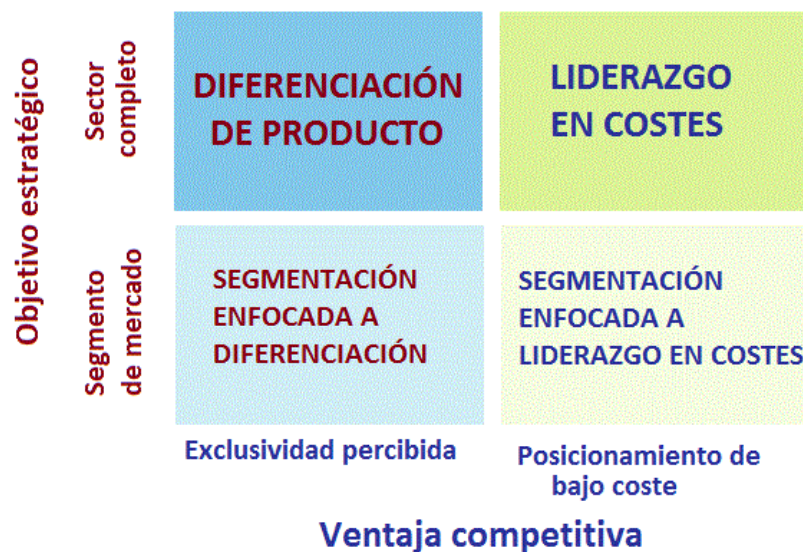 Objetivo estratégico
Sector
completo
DIFERENCIACIÓN
DE PRODUCTO
LIDERAZGO
EN COSTES
Segmento
de mercado
SEGMENTACIÓN
ENFOCADA A
DIFERENCIACIÓN
SEGMENTACIÓN
ENFOCADA A
LIDERAZGO EN COSTES
Exclusividad percibida
Posicionamiento de
bajo coste
Ventaja competitiva